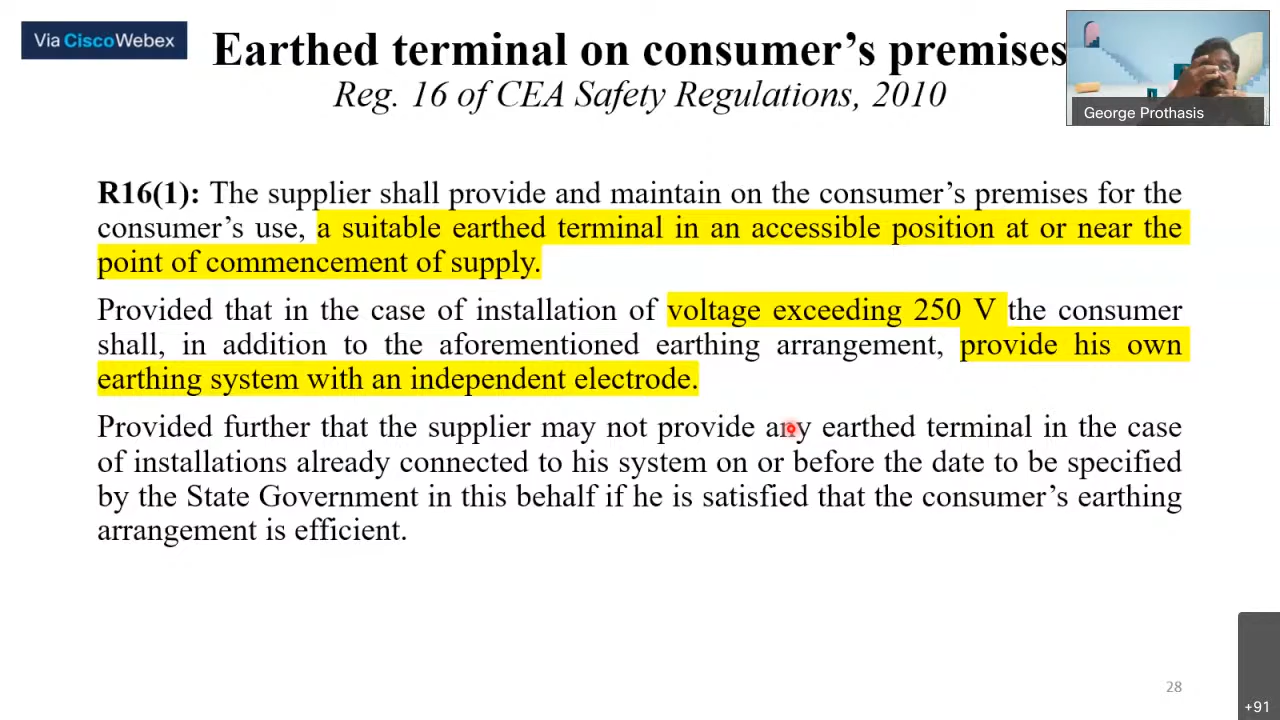 Via CiscoWebex
Earthed terminal on consumer’s premises
Reg. 16 of CEA Safety Regulations, 2010
George Prothasis
R16(1): The supplier shall provide and maintain on the consumer’s premises for the
consumer’s use, a suitable earthed terminal in an accessible position at or near the
point of commencement of supply.
Provided that in the case of installation of voltage exceeding 250 V the consumer
shall, in addition to the aforementioned earthing arrangement, provide his own
earthing system with an independent electrode.
Provided further that the supplier may not provide any earthed terminal in the case
of installations already connected to his system on or before the date to be specified
by the State Government in this behalf if he is satisfied that the consumer’s earthing
arrangement is efficient.
28
+91